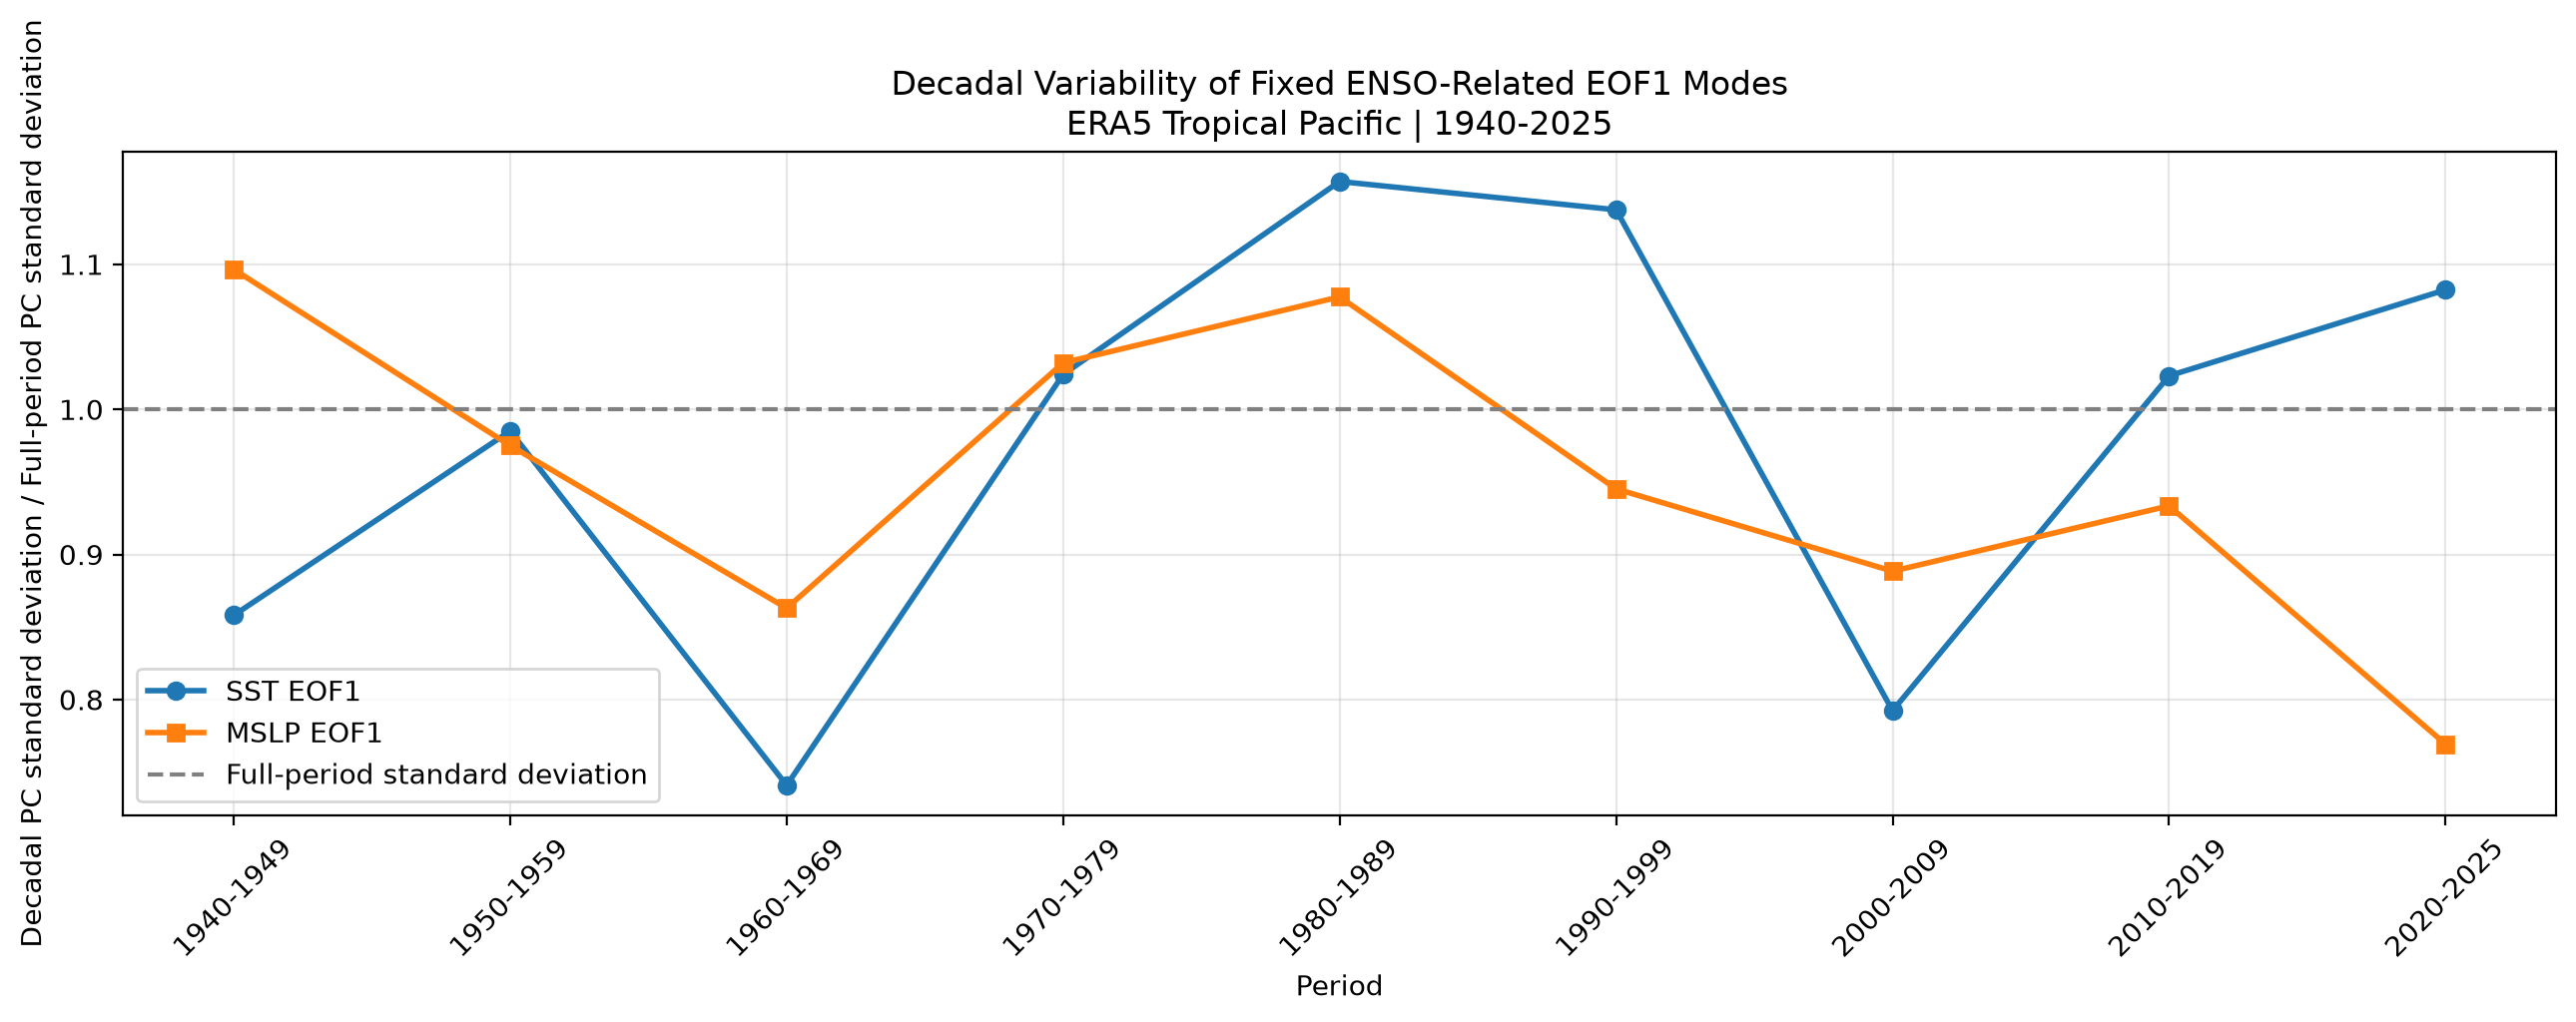 Decadal Variability of Fixed ENSO-Related EOF1 Modes
ERA5 Tropical Pacific | 1940-2025
Decadal PC standard deviation / Full-period PC standard deviation
1.1
1.0
0.9
0.8
SST EOF1
MSLP EOF1
Full-period standard deviation
1940-1949
1950-1959
1960-1969
1970-1979
1980-1989
1990-1999
2000-2009
2010-2019
2020-2025
Period